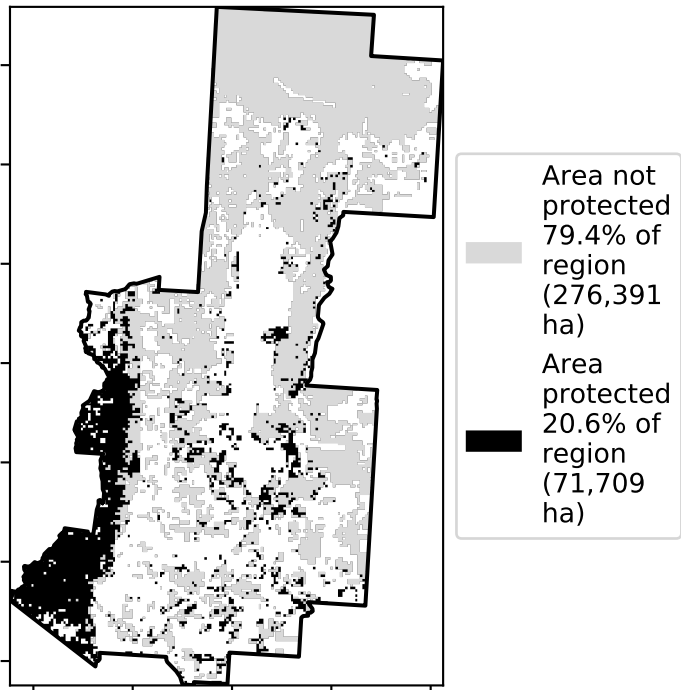 Area not
protected
79.4% of
region
(276,391
ha)
Area
protected
20.6% of
region
(71,709
ha)